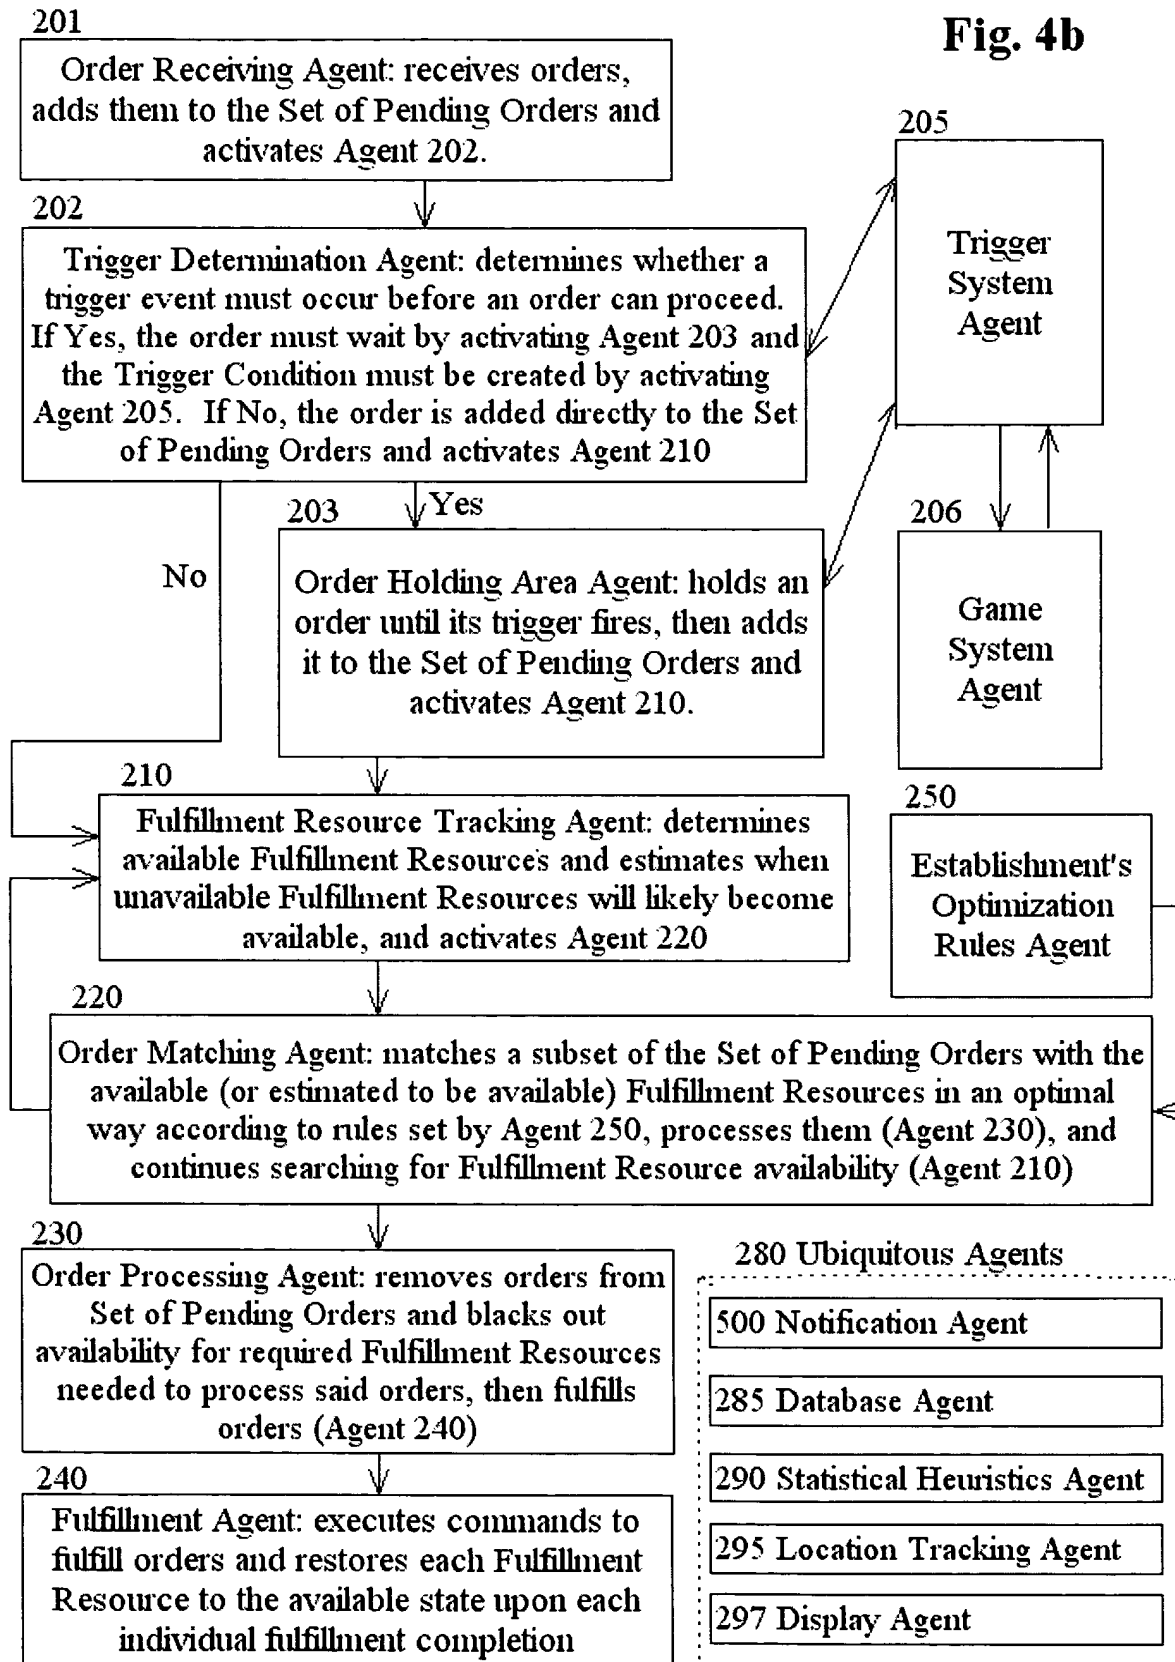 Fig. 4b
201
Order Receiving Agent: receives orders,
adds them to the Set of Pending Orders and
activates Agent 202.
202
Trigger Determination Agent: determines whether a
trigger event must occur before an order can proceed.
If Yes, the order must wait by activating Agent 203 and
the Trigger Condition must be created by activating
Agent 205. If No, the order is added directly to the Set
of Pending Orders and activates Agent 210
205
Trigger
System
Agent
Yes
No
203
Order Holding Area Agent: holds an
order until its trigger fires, then adds
it to the Set of Pending Orders and
activates Agent 210.
206
Game
System
Agent
210
Fulfillment Resource Tracking Agent: determines
available Fulfillment Resources and estimates when
unavailable Fulfillment Resources will likely become
available, and activates Agent 220
250
Establishment's
Optimization
Rules Agent
220
Order Matching Agent: matches a subset of the Set of Pending Orders with the
available (or estimated to be available) Fulfillment Resources in an optimal
way according to rules set by Agent 250, processes them (Agent 230), and
continues searching for Fulfillment Resource availability (Agent 210)
230
Order Processing Agent: removes orders from
Set of Pending Orders and blacks out
availability for required Fulfillment Resources
needed to process said orders, then fulfills
orders (Agent 240)
240
Fulfillment Agent: executes commands to
fulfill orders and restores each Fulfillment
Resource to the available state upon each
individual fulfillment completion
280 Ubiquitous Agents
500 Notification Agent
285 Database Agent
290 Statistical Heuristics Agent
295 Location Tracking Agent
297 Display Agent